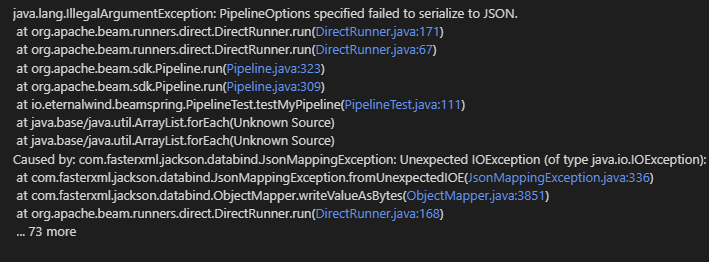 java.lang.IllegalArgumentException: PipelineOptions specified failed to serialize to JSON.
at org.apache.beam.runners.direct.DirectRunner.run(DirectRunner.java:171)
at org.apache.beam.runners.direct.DirectRunner.run(DirectRunner.java:67)
at org.apache.beam.sdk.Pipeline.run(Pipeline.java:323)
at org.apache.beam.sdk.Pipeline.run(Pipeline.java:309)
at io.eternalwind.beamspring.PipelineTest.testMyPipeline(PipelineTest.java:111)
at java.base/java.util.ArrayList.forEach(Unknown Source)
at java.base/java.util.ArrayList.forEach(Unknown Source)
Caused by: com.fasterxml.jackson.databind.JsonMappingException: Unexpected IOException (of type java.io.IOException):
at com.fasterxml.jackson.databind.JsonMappingException.fromUnexpectedIOE(JsonMappingException.java:336)
at com.fasterxml.jackson.databind.ObjectMapper.writeValueAsBytes(ObjectMapper.java:3851)
at org.apache.beam.runners.direct.DirectRunner.run(DirectRunner.java:168)
... 73 more